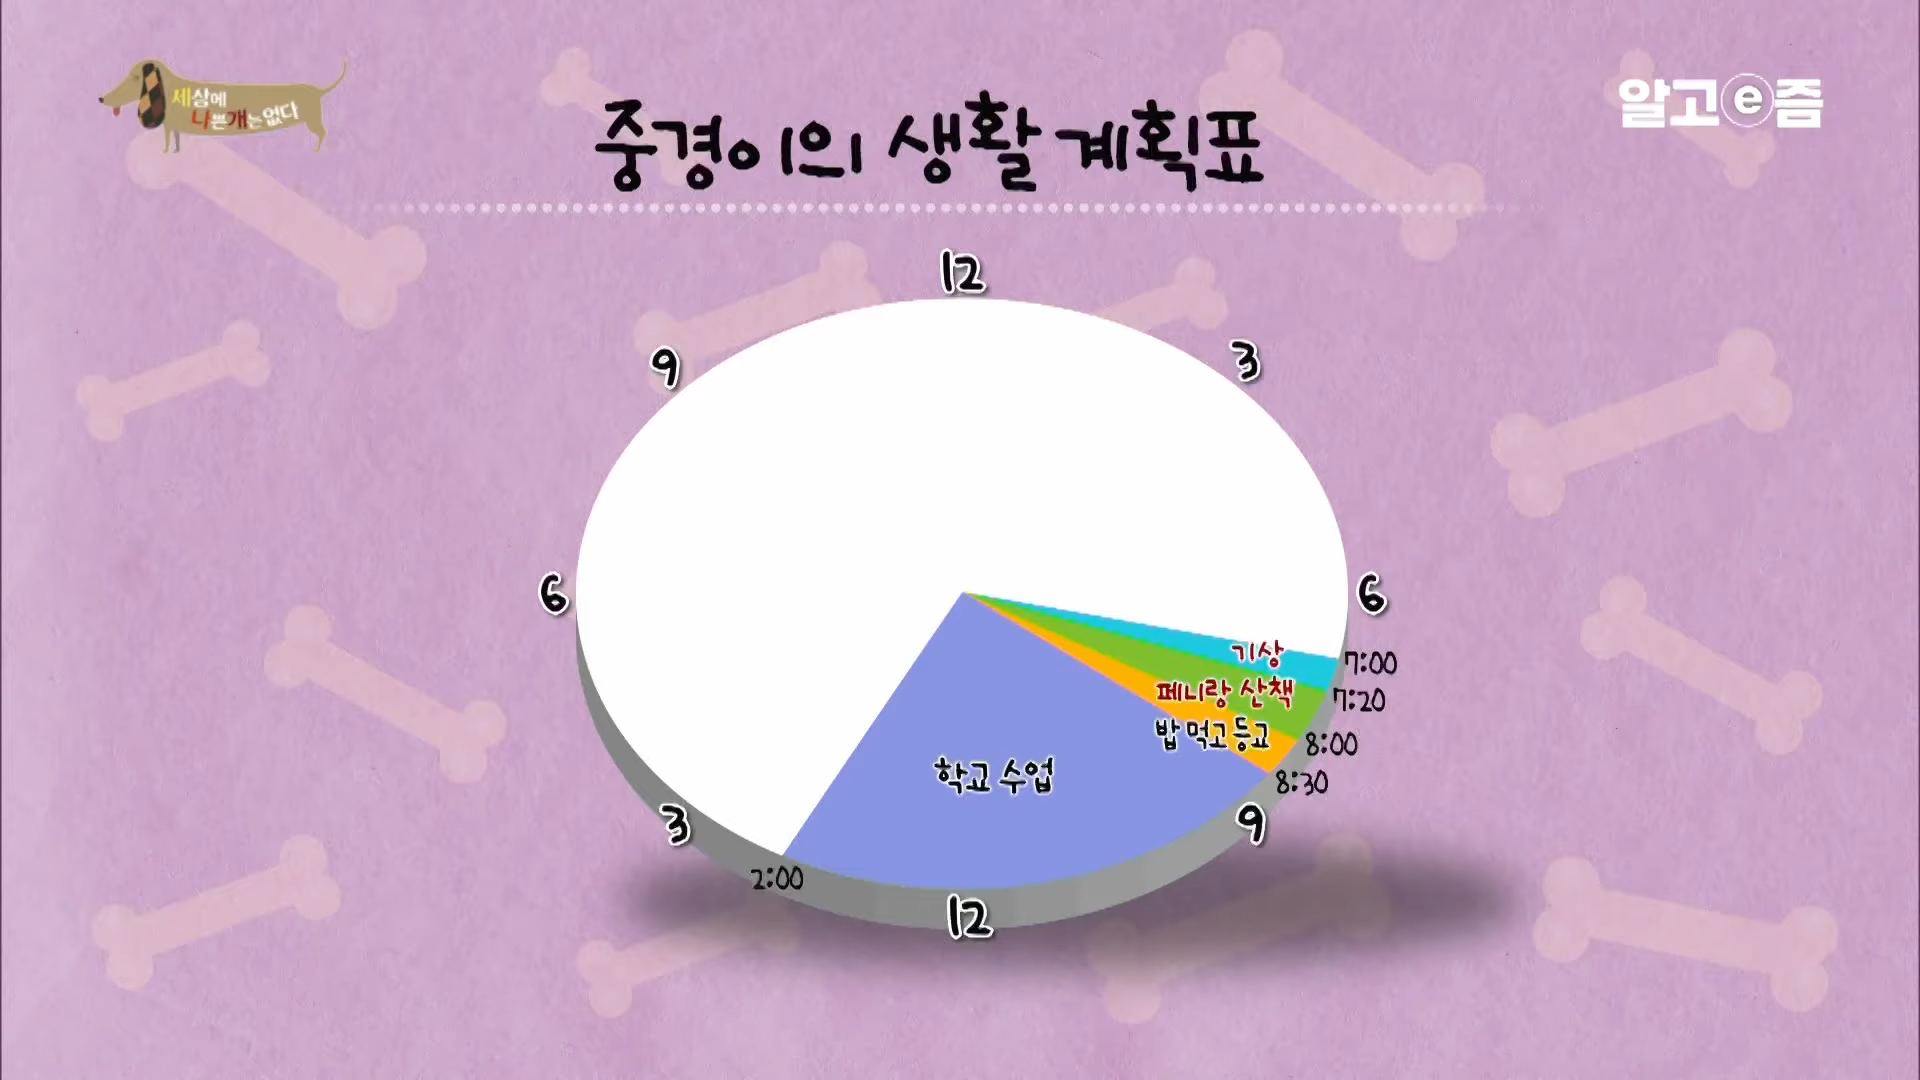 세상에
나쁜개는없다
알고e즘
중경이의 생활 계획표
12
9
3
6
6
기상
7:00
페니랑 산책
7:20
밥 먹고 등교
8:00
학교 수업
8:30
3
9
2:00
12